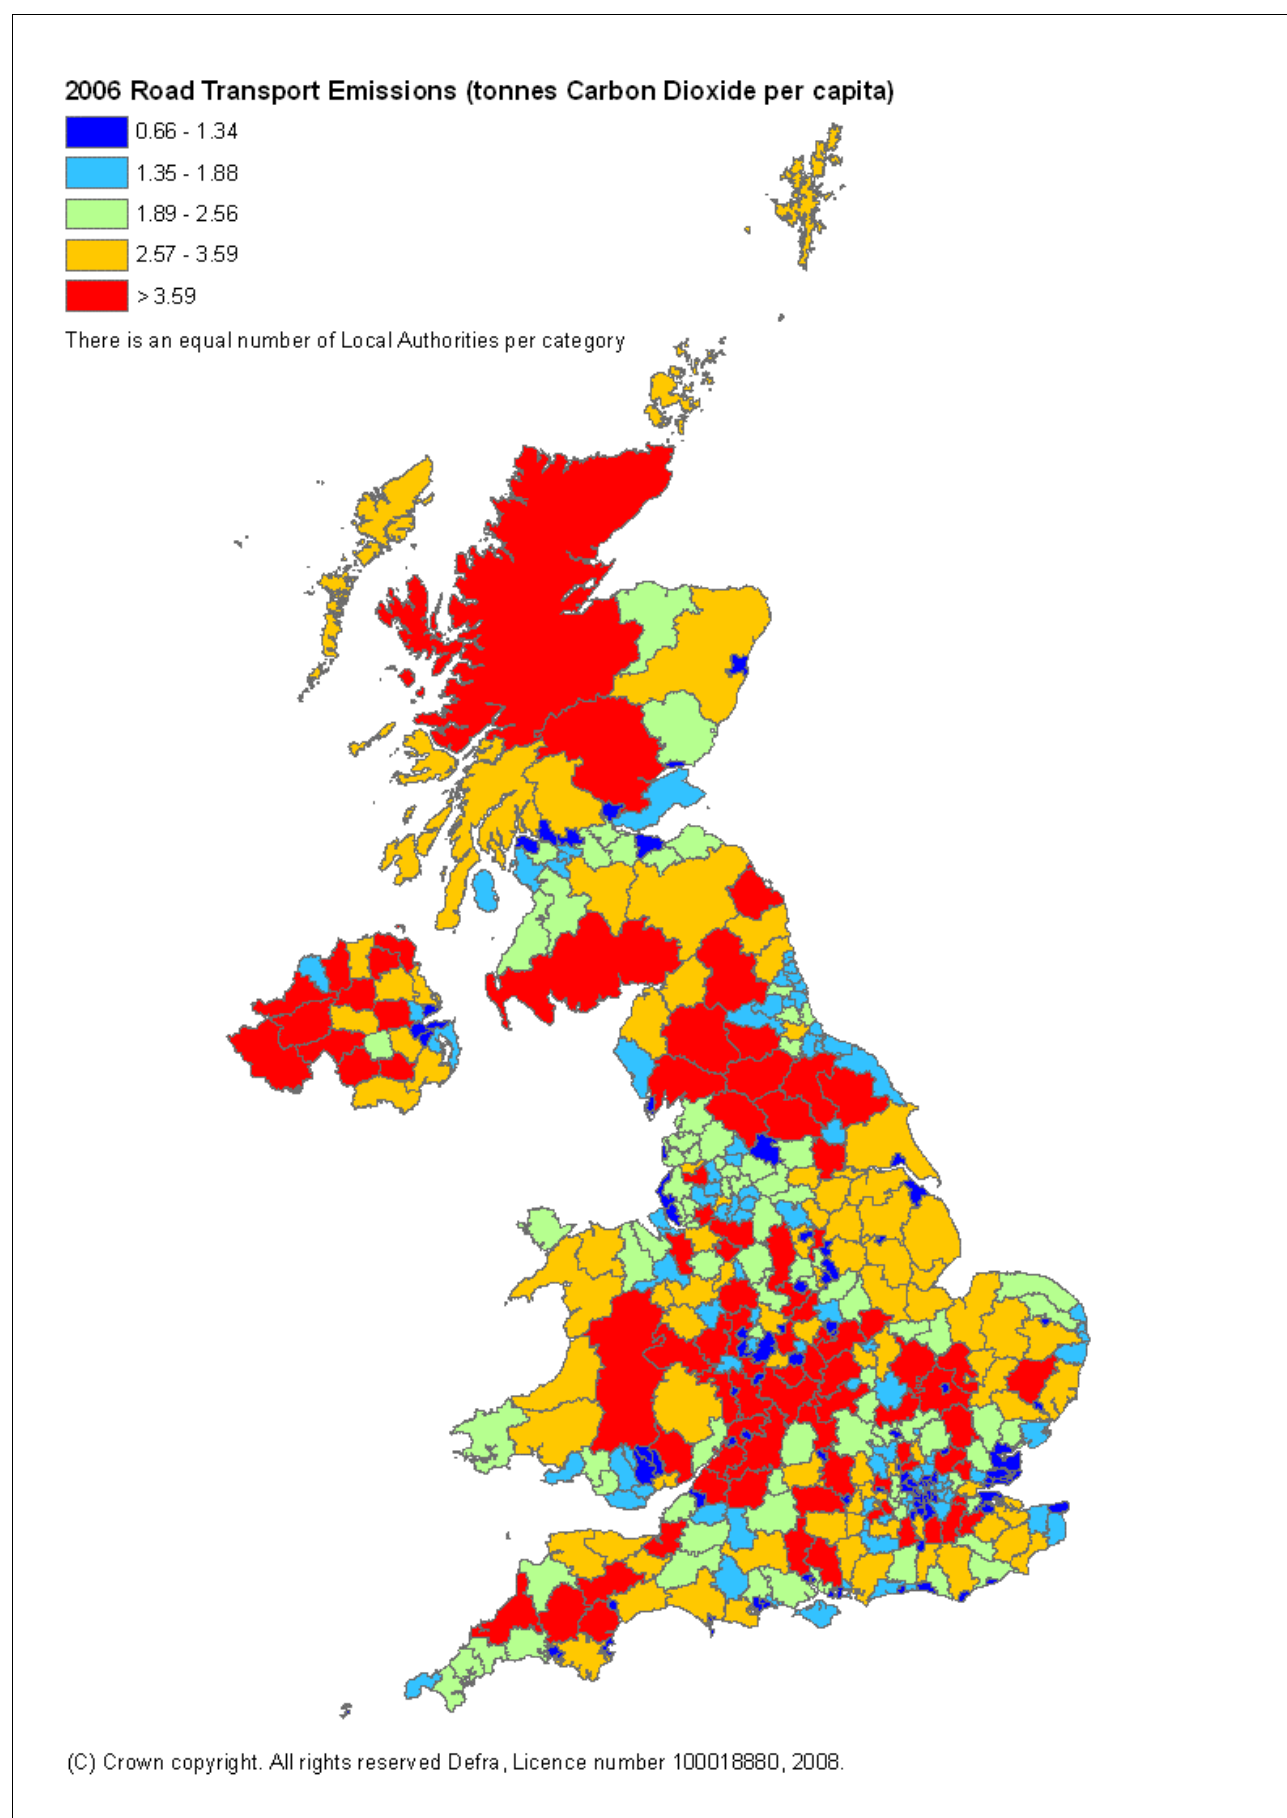 2006 Road Transport Emissions (tonnes Carbon Dioxide per capita)
0.66 - 1.34
1.35 - 1.88
1.89 - 2.56
2.57 - 3.59
> 3.59
There is an equal number of Local Authorities per category
(C) Crown copyright. All rights reserved Defra, Licence number 100018880, 2008.